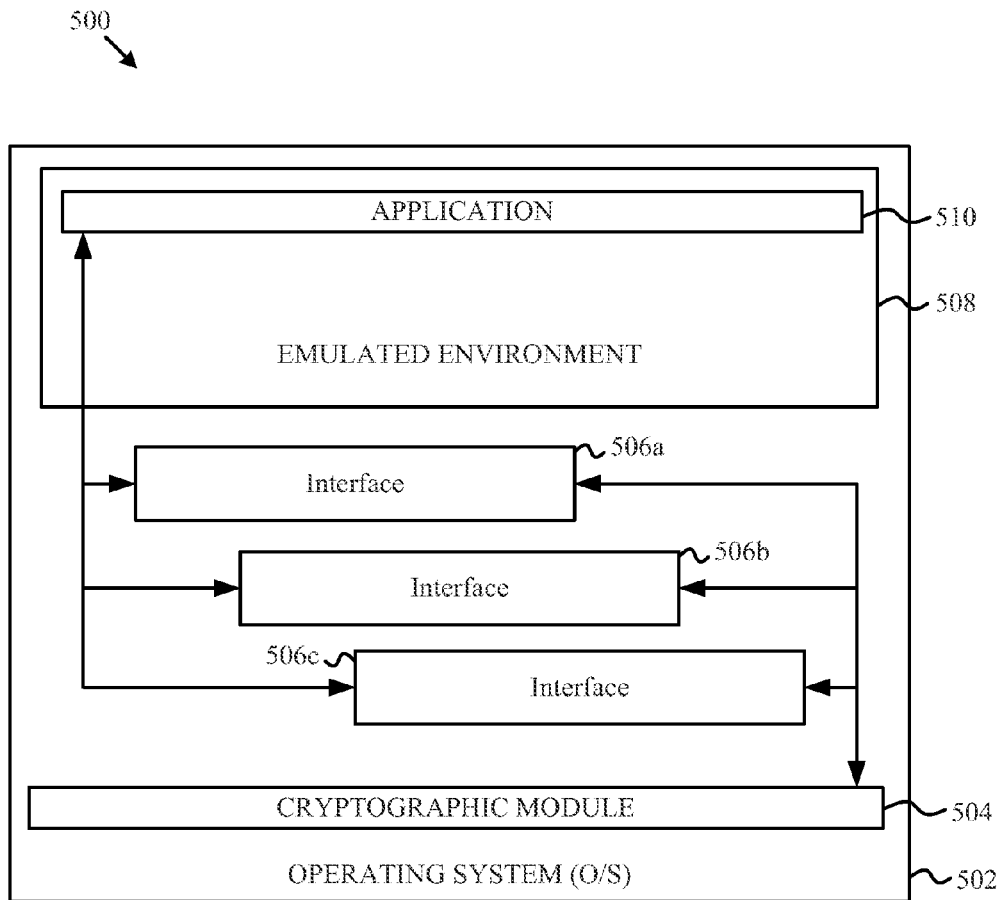 500
APPLICATION
510
508
EMULATED ENVIRONMENT
506a
Interface
506b
Interface
506c
Interface
CRYPTOGRAPHIC MODULE
504
OPERATING SYSTEM (O/S)
502